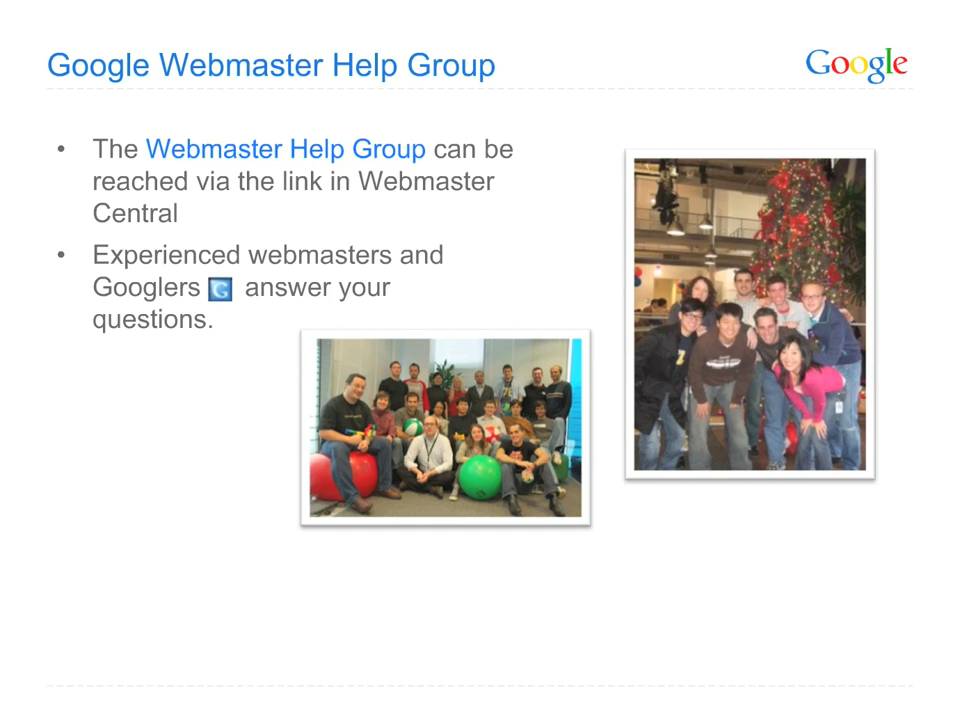 Google Webmaster Help Group
Google
• The Webmaster Help Group can be
reached via the link in Webmaster
Central
• Experienced webmasters and
Googlers G answer your
questions.